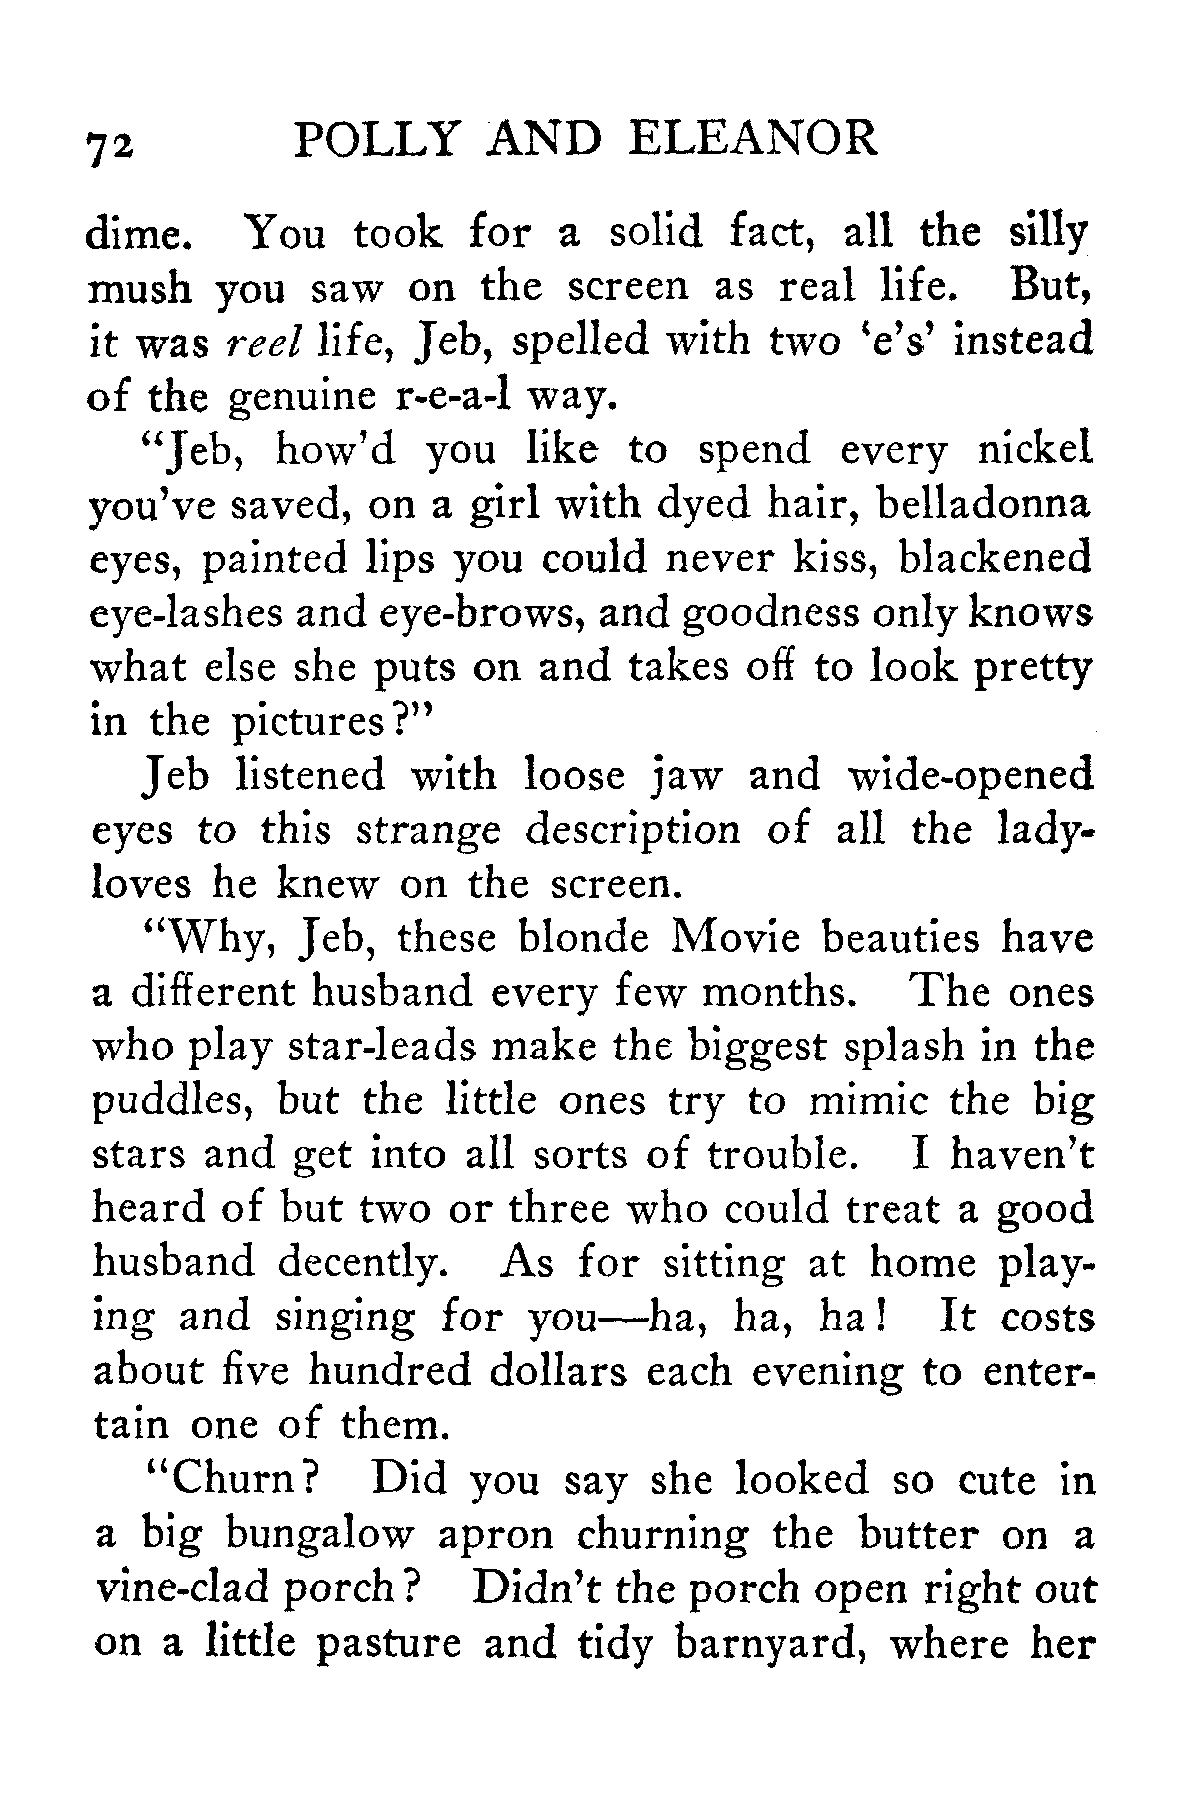 72 POLLY AND ELEANOR
dime. You took for a solid fact, all the silly
mush you saw on the screen as real life. But,
it was reel life, Jeb, spelled with two ‘e’s’ instead
of the genuine r-e-a-l way.
“Jeb, how’d you like to spend every nickel
you’ve saved, on a girl with dyed hair, belladonna
eyes, painted lips you could never kiss, blackened
eye-lashes and eye-brows, and goodness only knows
what else she puts on and takes off to look pretty
in the pictures?”
Jeb listened with loose jaw and wide-opened
eyes to this strange description of all the lady-
loves he knew on the screen.
“Why, Jeb, these blonde Movie beauties have
a different husband every few months. The ones
who play star-leads make the biggest splash in the
puddles, but the little ones try to mimic the big
stars and get into all sorts of trouble. I haven’t
heard of but two or three who could treat a good
husband decently. As for sitting at home play-
ing and singing for you—ha, ha, ha! It costs
about five hundred dollars each evening to enter-
tain one of them.
“Churn? Did you say she looked so cute in
a big bungalow apron churning the butter on a
vine-clad porch? Didn’t the porch open right out
on a little pasture and tidy barnyard, where her